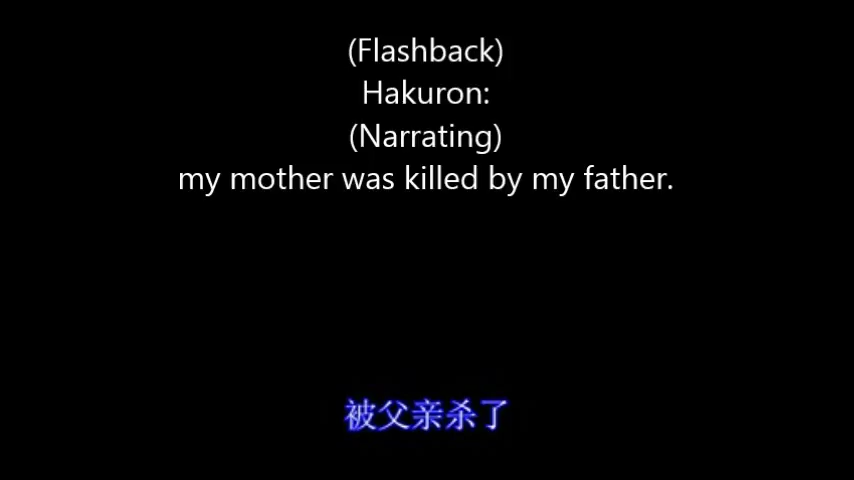 (Flashback)
Hakuron:
(Narrating)
my mother was killed by my father.
被父亲杀了